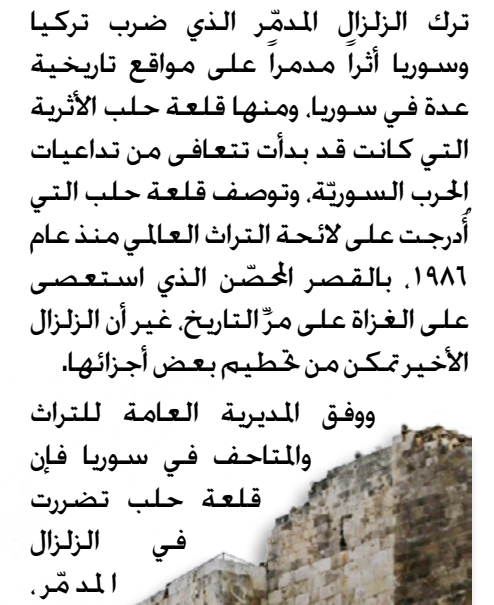 ترك الزلزال المدمّر الذي ضرب تركيا
وسوريا أثراً مدمراً على مواقع تاريخية
عدة في سوريا، ومنها قلعة حلب الأثرية
التي كانت قد بدأت تتعافى من تداعيات
الحرب السوريّة، وتوصف قلعة حلب التي
أُدرجت على لائحة التراث العالمي منذ عام
١٩٨٦، بالقصر المحصّن الذي استعصى
على الغزاة على مرّ التاريخ، غير أن الزلزال
الأخير تمكن من تحطيم بعض أجزائها.
ووفق المديرية العامة للتراث
والمتاحف في سوريا فإن
قلعة حلب تضررت
في الزلزال
المدمّر،